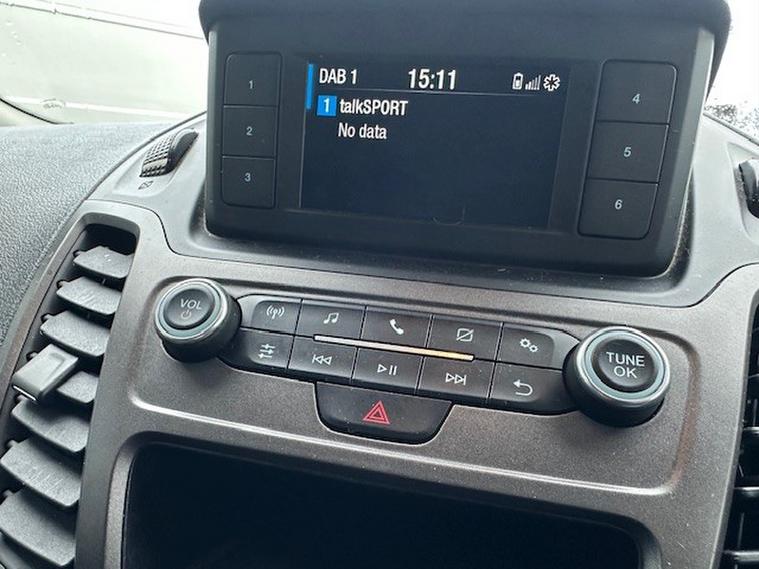 DAB 1 15:11
1 talkSPORT
No data
1
2
3
4
5
6
VOL
TUNE
OK